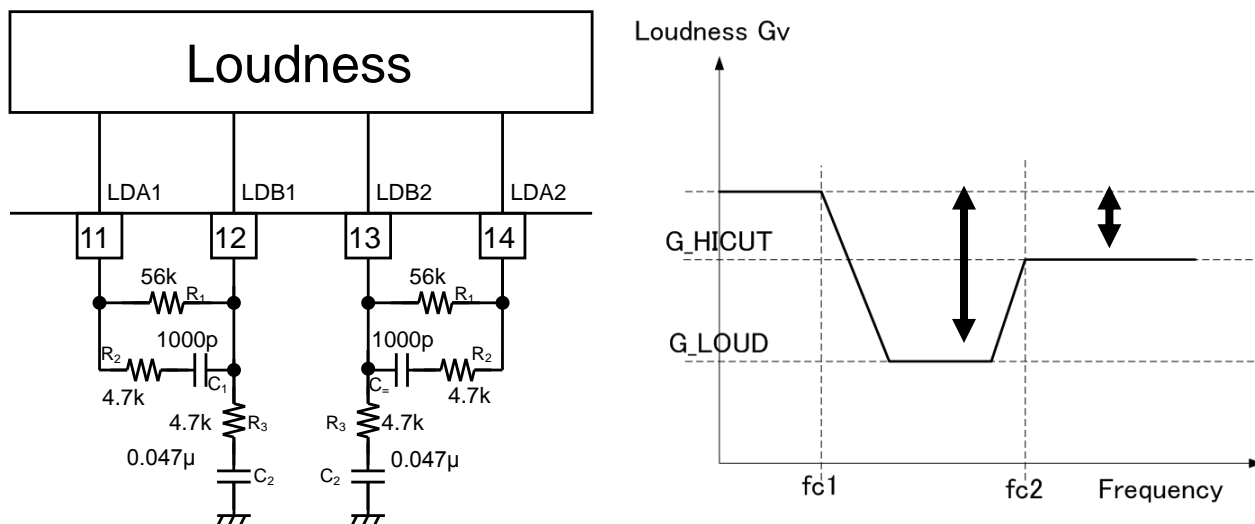 Loudness
LDA1
LDB1
LDB2
LDA2
11
12
13
14
56k
R1
56k
R1
R2
1000p
C1
4.7k
1000p
C=
R2
4.7k
4.7k
R3
R3
4.7k
0.047μ
C2
C2
0.047μ
Loudness Gv
G_HICUT
G_LOUD
fc1
fc2
Frequency